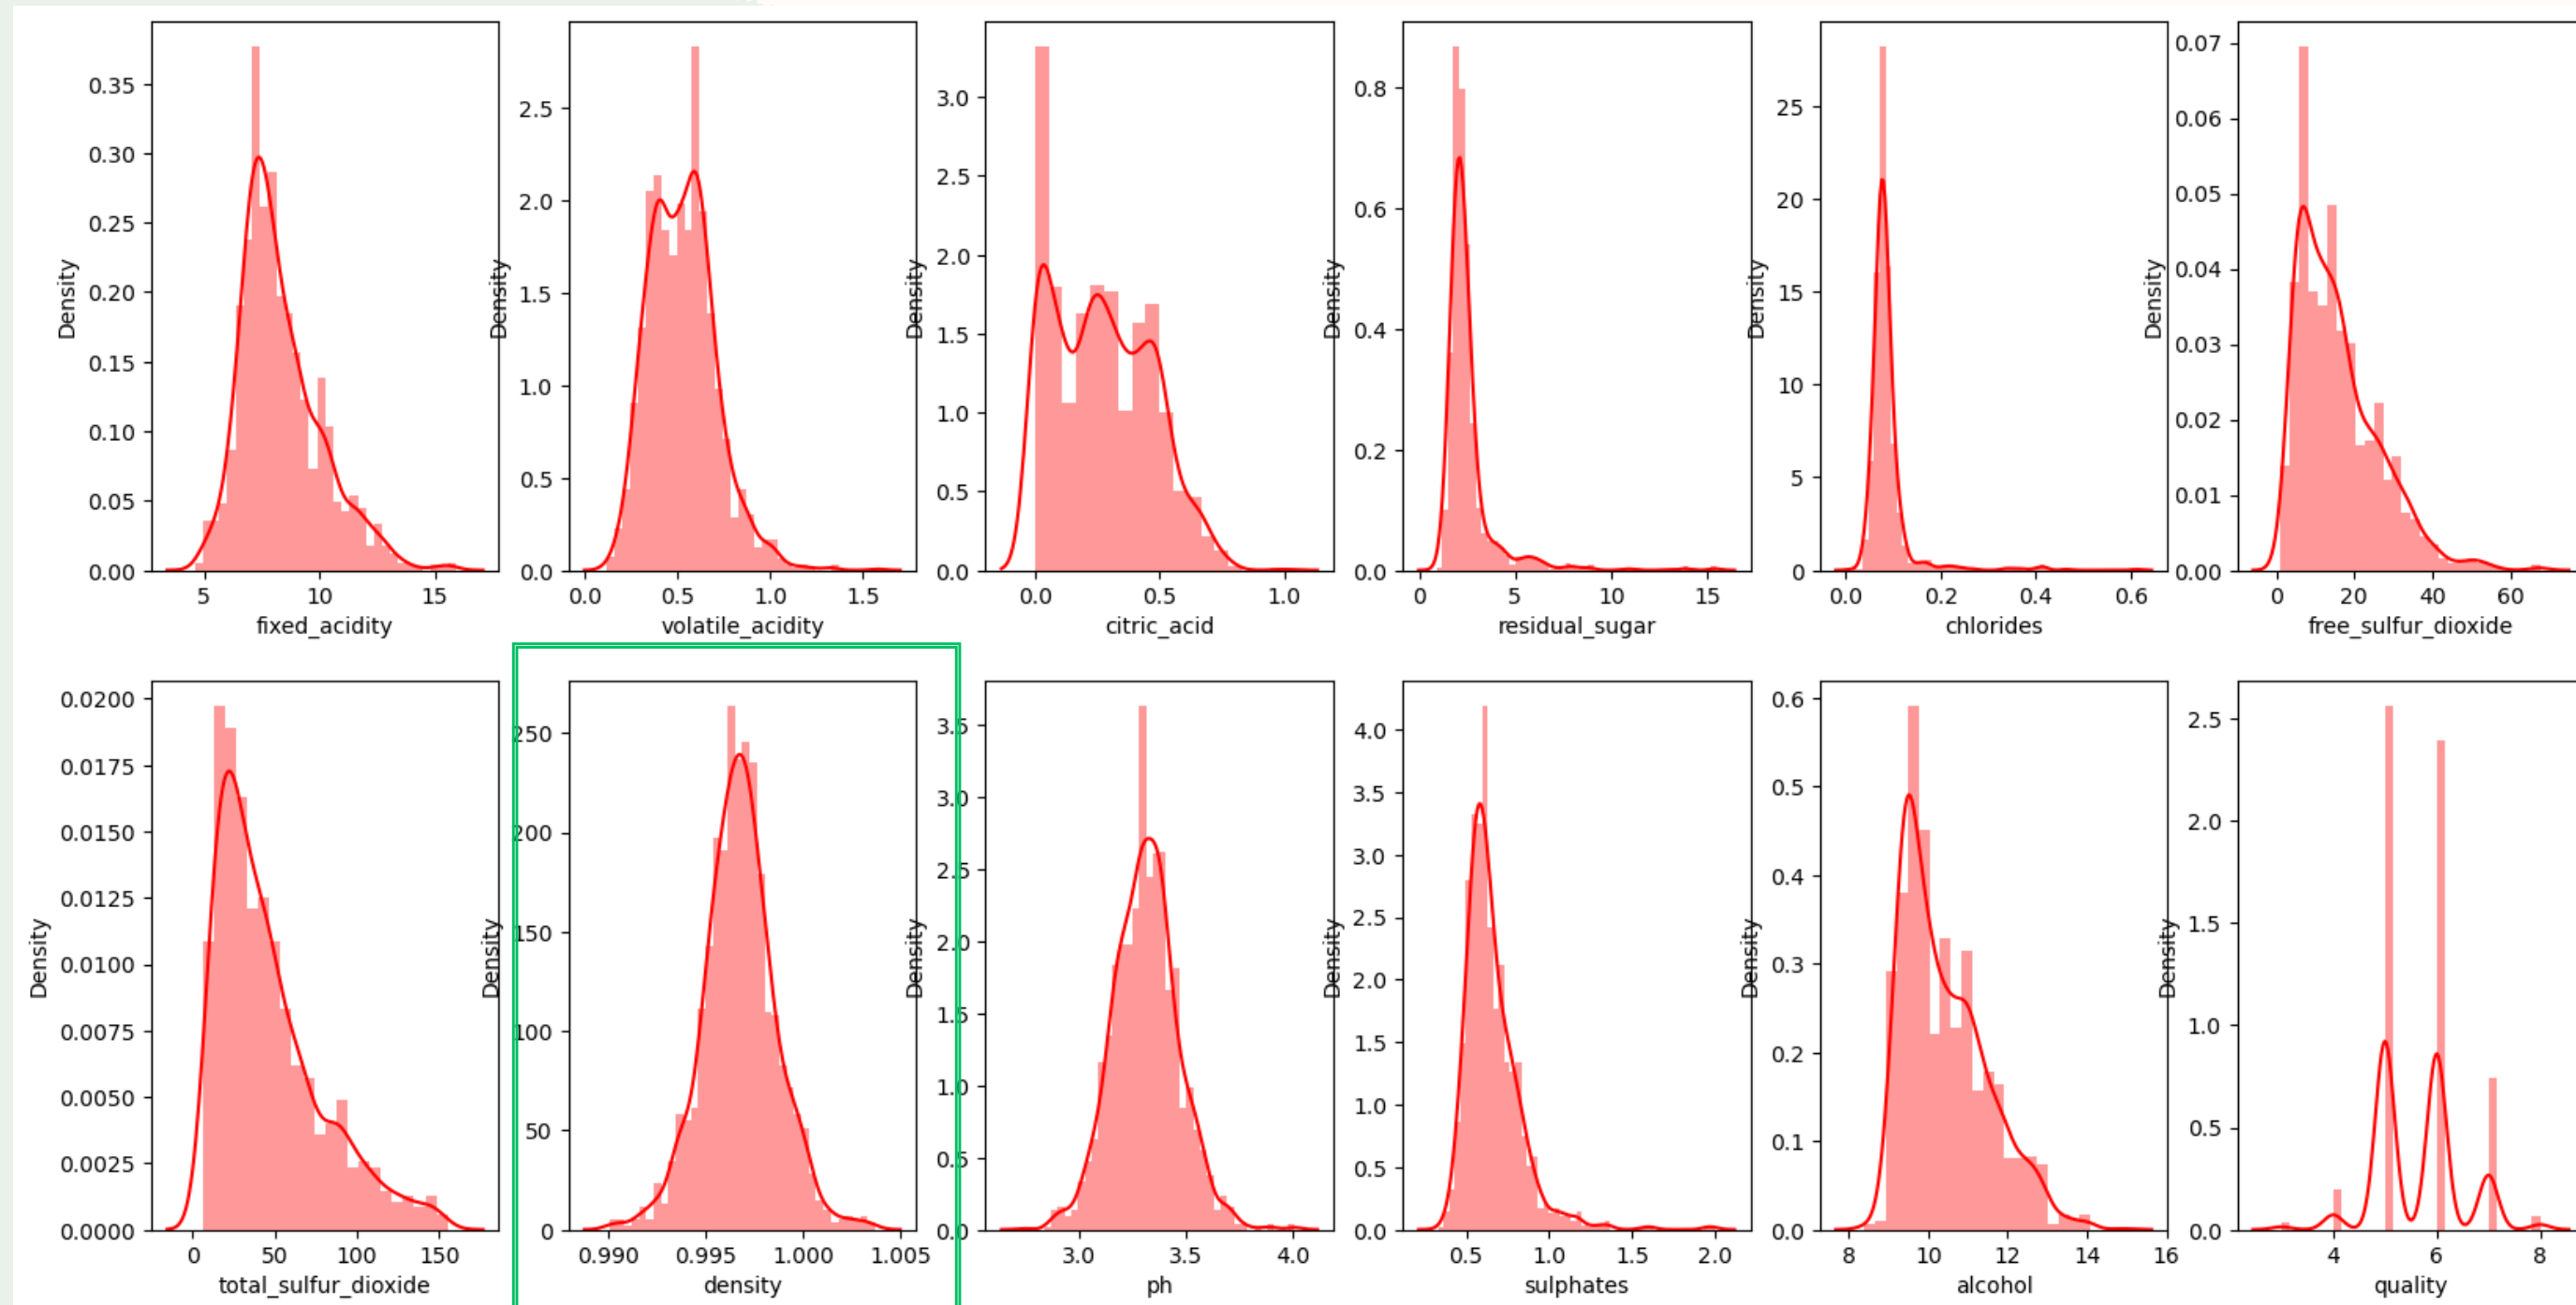 0.35
0.30
0.25
0.20
0.15
0.10
0.05
0.00
Density
5 10 15
fixed_acidity
2.5
2.0
1.5
1.0
0.5
0.0
Density
0.0 0.5 1.0 1.5
volatile_acidity
3.0
2.5
2.0
1.5
1.0
0.5
0.0
Density
0.0 0.5 1.0
citric_acid
0.8
0.6
0.4
0.2
0.0
Density
0 5 10 15
residual_sugar
25
20
15
10
5
0
Density
0.0 0.2 0.4 0.6
chlorides
0.07
0.06
0.05
0.04
0.03
0.02
0.01
0.00
Density
0 20 40 60
free_sulfur_dioxide
0.0200
0.0175
0.0150
0.0125
0.0100
0.0075
0.0050
0.0025
0.0000
Density
0 50 100 150
total_sulfur_dioxide
250
200
150
100
50
0
Density
0.990 0.995 1.000 1.005
density
3.5
3.0
2.5
2.0
1.5
1.0
0.5
0.0
Density
3.0 3.5 4.0
ph
4.0
3.5
3.0
2.5
2.0
1.5
1.0
0.5
0.0
Density
0.5 1.0 1.5 2.0
sulphates
0.6
0.5
0.4
0.3
0.2
0.1
0.0
Density
8 10 12 14 16
alcohol
2.5
2.0
1.5
1.0
0.5
0.0
Density
4 6 8
quality